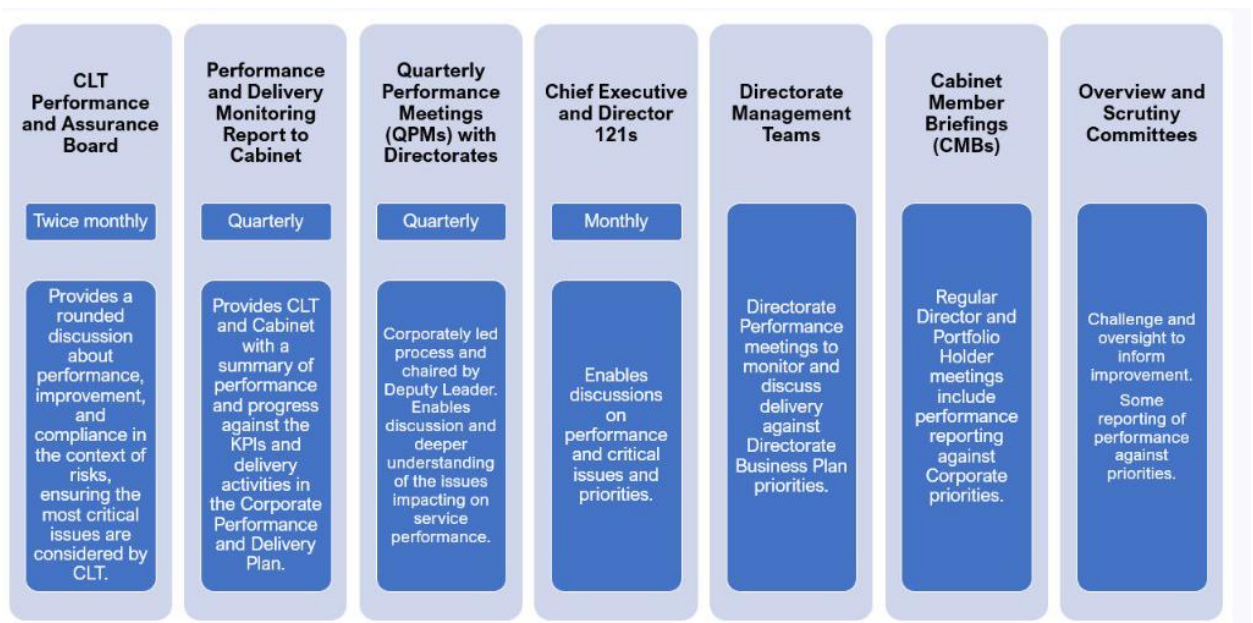 CLT
Performance
and Assurance
Board
Twice monthly
Provides a
rounded
discussion
about
performance,
improvement,
and
compliance in
the context of
risks,
ensuring the
most critical
issues are
considered by
CLT.
Performance
and Delivery
Monitoring
Report to
Cabinet
Quarterly
Provides CLT
and Cabinet
with a
summary of
performance
and progress
against the
KPIs and
delivery
activities in
the Corporate
Performance
and Delivery
Plan.
Quarterly
Performance
Meetings
(QPMs) with
Directorates
Quarterly
Corporately led
process and
chaired by
Deputy Leader.
Enables
discussion and
deeper
understanding
of the issues
impacting on
service
performance.
Chief Executive
and Director
121s
Monthly
Enables
discussions
on
performance
and critical
issues and
priorities.
Directorate
Management
Teams
Directorate
Performance
meetings to
monitor and
discuss
delivery
against
Directorate
Business Plan
priorities.
Cabinet
Member
Briefings
(CMBs)
Regular
Director and
Portfolio
Holder
meetings
include
performance
reporting
against
Corporate
priorities.
Overview and
Scrutiny
Committees
Challenge and
oversight to
inform
improvement.
Some
reporting of
performance
against
priorities.